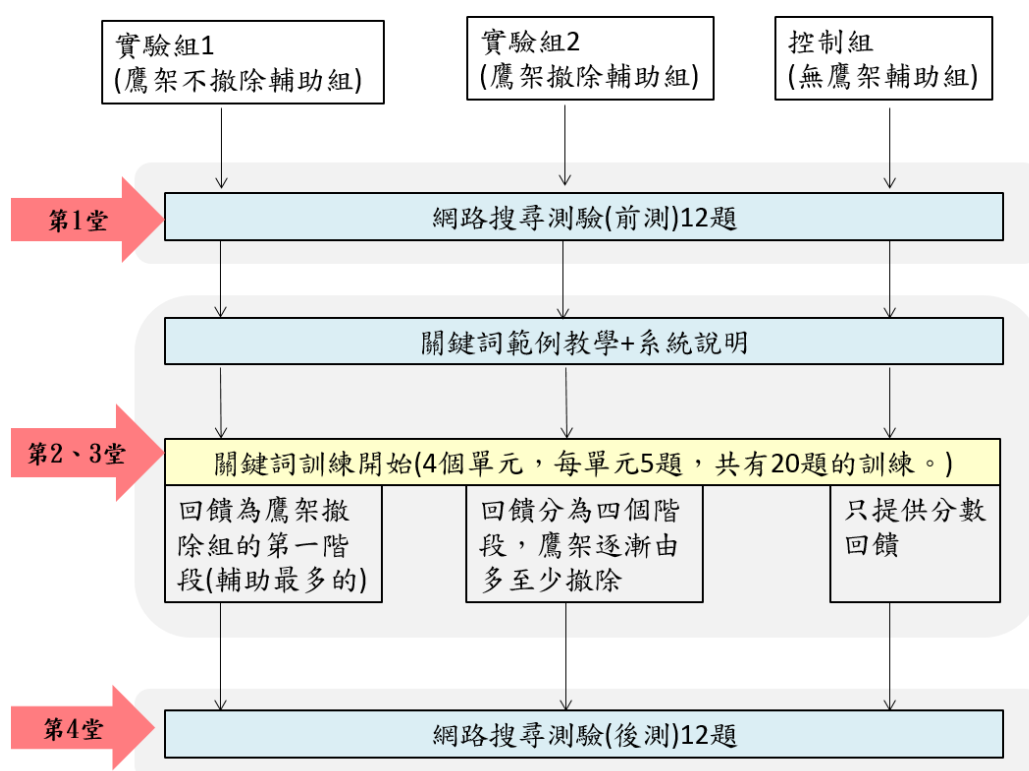 實驗組1
(鷹架不撤除輔助組)
實驗組2
(鷹架撤除輔助組)
控制組
(無鷹架輔助組)
第1堂
網路搜尋測驗(前測)12題
關鍵詞範例教學+系統說明
第2、3堂
關鍵詞訓練開始(4個單元，每單元5題，共有20題的訓練。)
回饋為鷹架撤
除組的第一階
段(輔助最多的)
回饋分為四個階
段，鷹架逐漸由
多至少撤除
只提供分數
回饋
第4堂
網路搜尋測驗(後測)12題